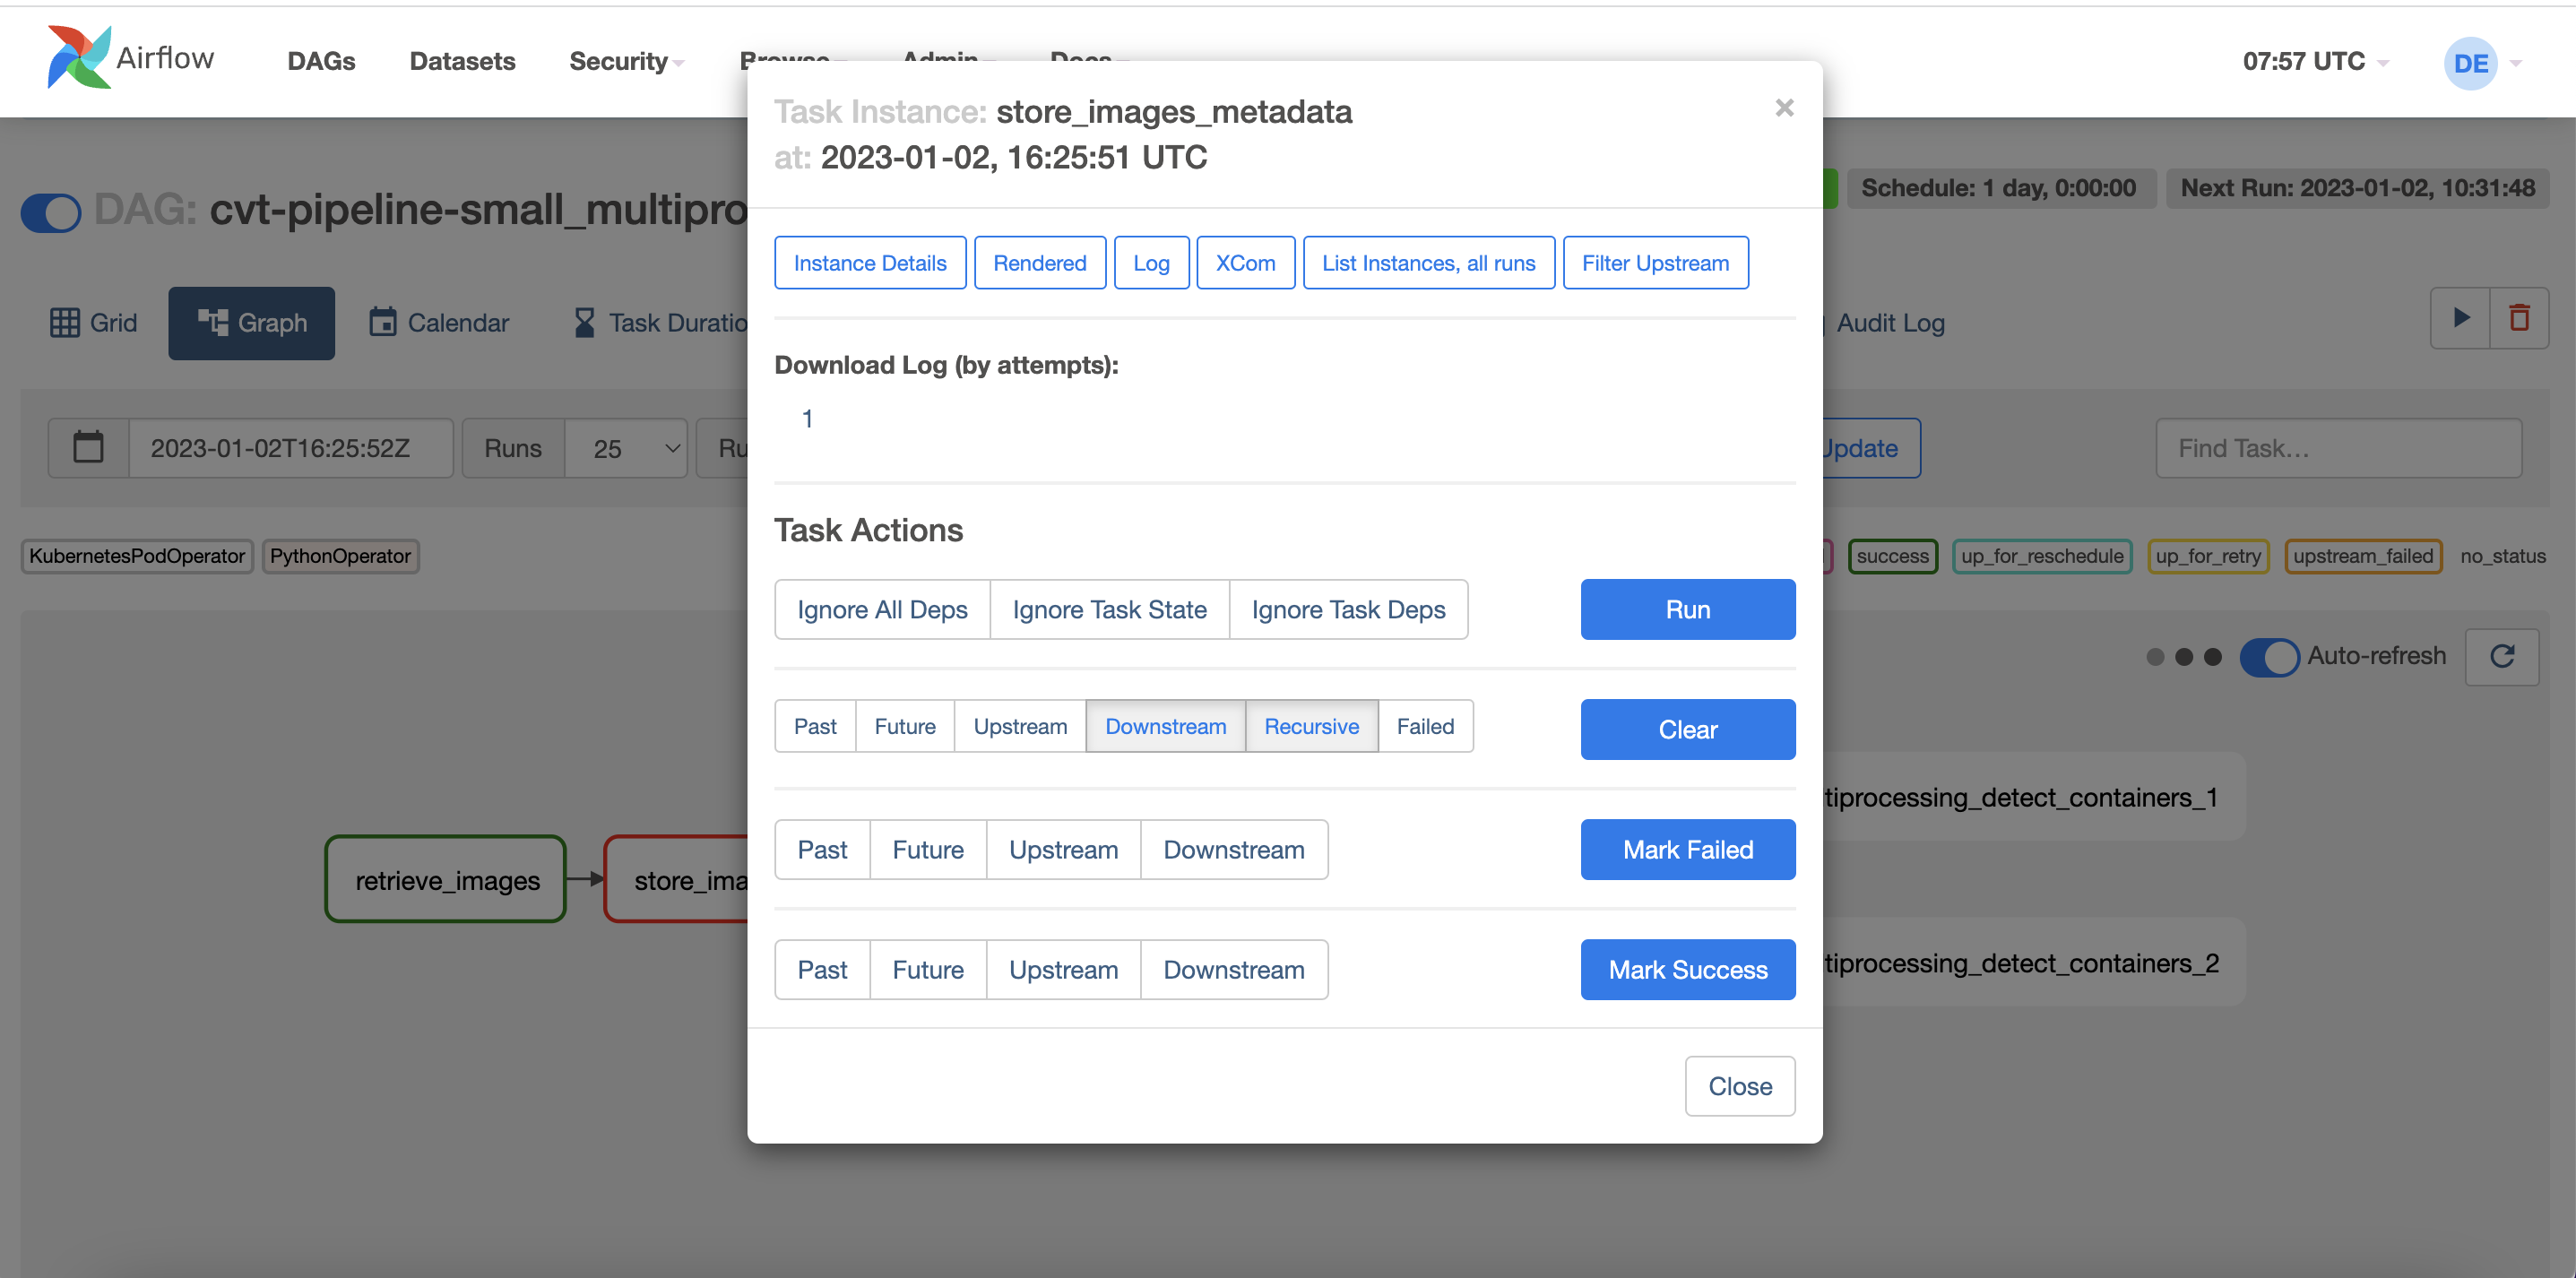 Airflow DAGs Datasets Security Browse Admin Docs 07:57 UTC DE
Task Instance: store_images_metadata
at: 2023-01-02, 16:25:51 UTC
×
DAG: cvt-pipeline-small_multipro
Schedule: 1 day, 0:00:00 Next Run: 2023-01-02, 10:31:48
Instance Details Rendered Log XCom List Instances, all runs Filter Upstream
Grid Graph Calendar Task Duratio Audit Log
Download Log (by attempts):
1
2023-01-02T16:25:52Z Runs 25 Ru Update Find Task…
Task Actions
KubernetesPodOperator PythonOperator success up_for_reschedule up_for_retry upstream_failed no_status
Ignore All Deps Ignore Task State Ignore Task Deps Run
Auto-refresh
Past Future Upstream Downstream Recursive Failed Clear
tiprocessing_detect_containers_1
Past Future Upstream Downstream Mark Failed
retrieve_images store_ima
Past Future Upstream Downstream Mark Success
tiprocessing_detect_containers_2
Close